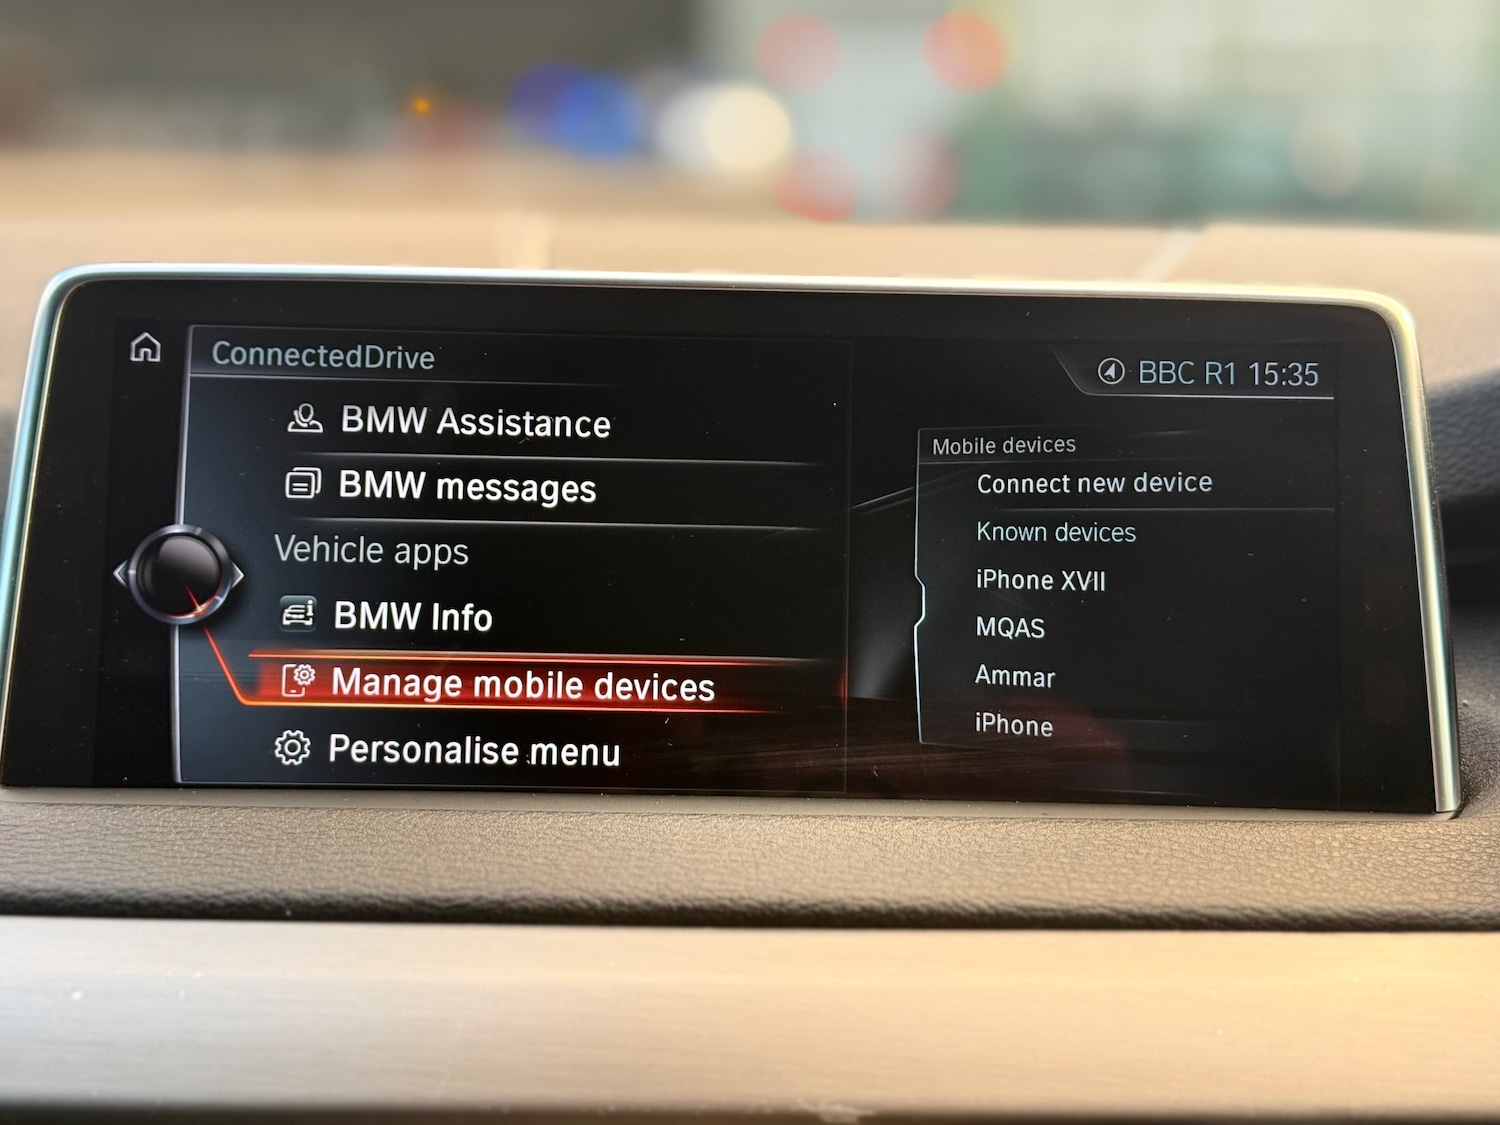 ConnectedDrive
BBC R1 15:35
BMW Assistance
BMW messages
Vehicle apps
BMW Info
Manage mobile devices
Personalise menu
Mobile devices
Connect new device
Known devices
iPhone XVII
MQAS
Ammar
iPhone